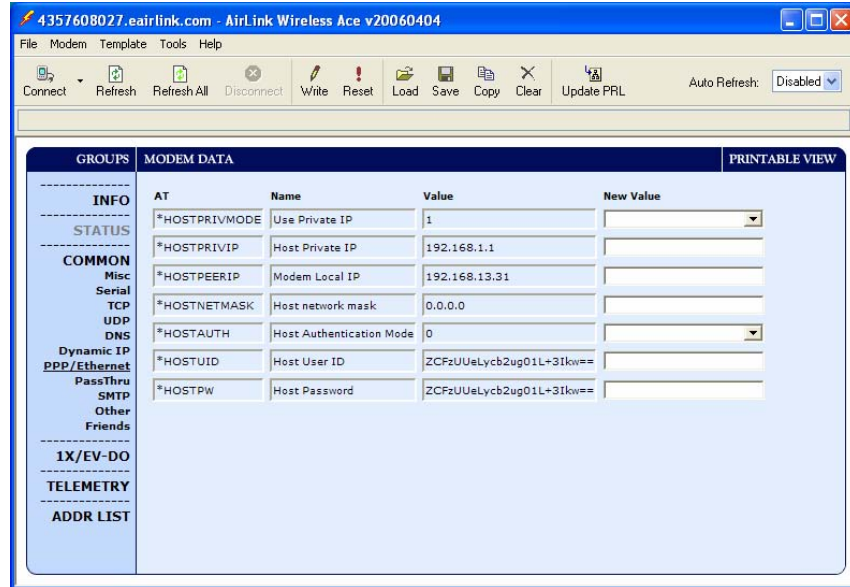 4357608027.eairlink.com - AirLink Wireless Ace v20060404
File Modem Template Tools Help
Connect Refresh Refresh All Disconnect Write Reset Load Save Copy Clear Update PRL Auto Refresh: Disabled
GROUPS MODEM DATA PRINTABLE VIEW
INFO
STATUS
COMMON
Misc
Serial
TCP
UDP
DNS
Dynamic IP
PPP/Ethernet
PassThru
SMTP
Other
Friends
1X/EV-DO
TELEMETRY
ADDR LIST
AT Name Value New Value
*HOSTPRIVMODE Use Private IP 1
*HOSTPRIVIP Host Private IP 192.168.1.1
*HOSTPEERIP Modem Local IP 192.168.13.31
*HOSTNETMASK Host network mask 0.0.0.0
*HOSTAUTH Host Authentication Mode 0
*HOSTUID Host User ID ZCFzUUeLycb2ug01L+3Ikw==
*HOSTPW Host Password ZCFzUUeLycb2ug01L+3Ikw==